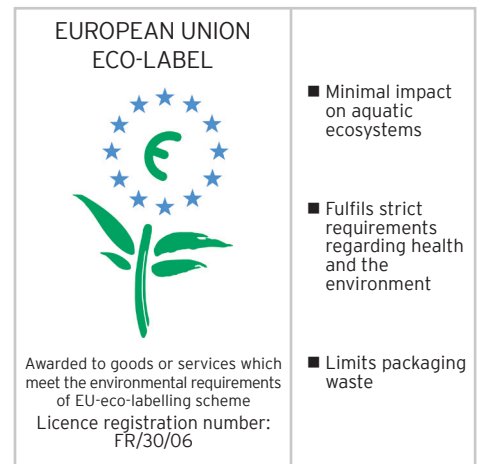 EUROPEAN UNION
ECO-LABEL
Awarded to goods or services which
meet the environmental requirements
of EU-eco-labelling scheme
Licence registration number:
FR/30/06
■ Minimal impact
on aquatic
ecosystems
■ Fulfils strict
requirements
regarding health
and the
environment
■ Limits packaging
waste